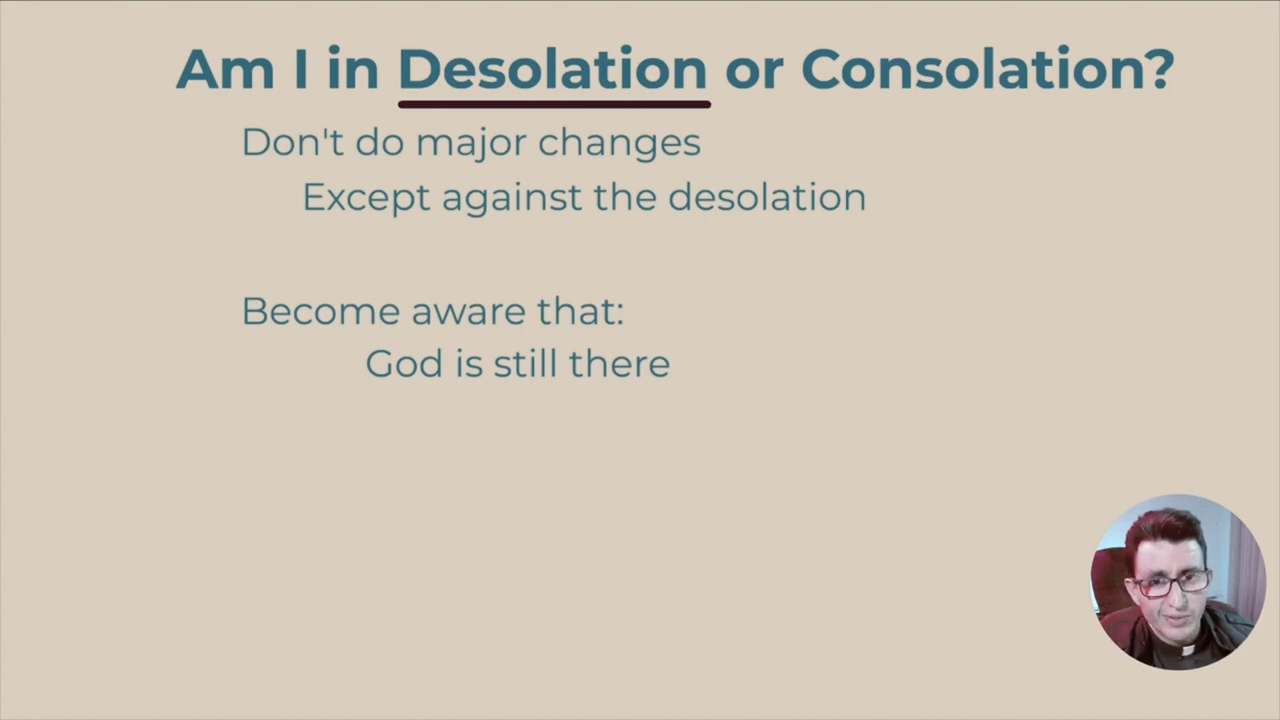 Am I in Desolation or Consolation?
Don't do major changes
Except against the desolation
Become aware that:
God is still there